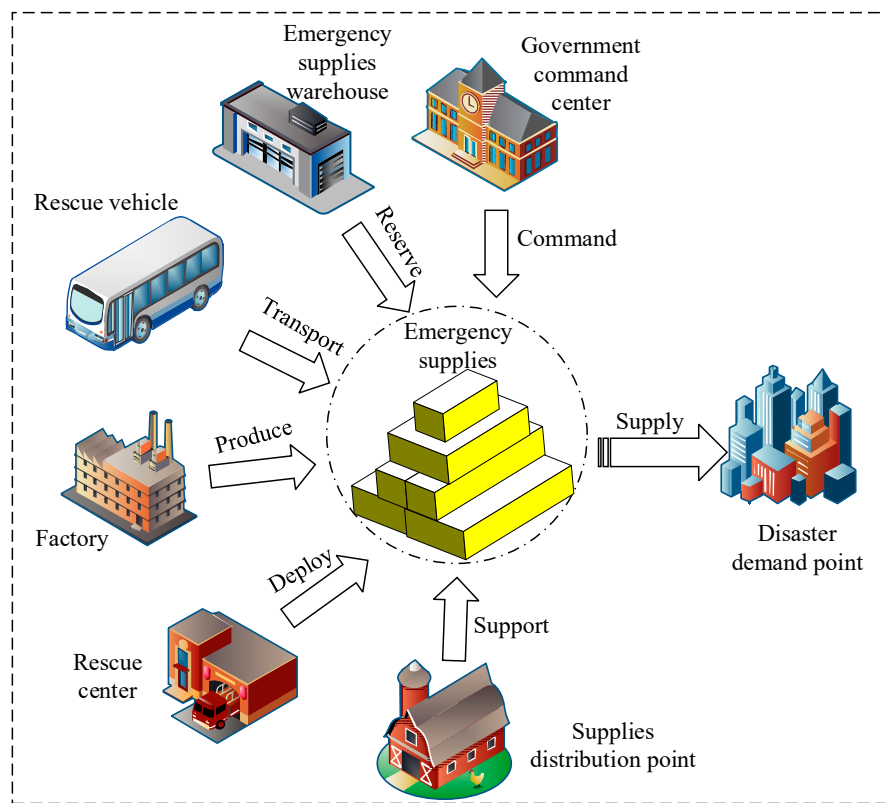 Emergency
supplies
warehouse
Government
command
center
Rescue vehicle
Reserve
Command
Transport
Emergency
supplies
Produce
Supply
Factory
Disaster
demand point
Deploy
Support
Rescue
center
Supplies
distribution point